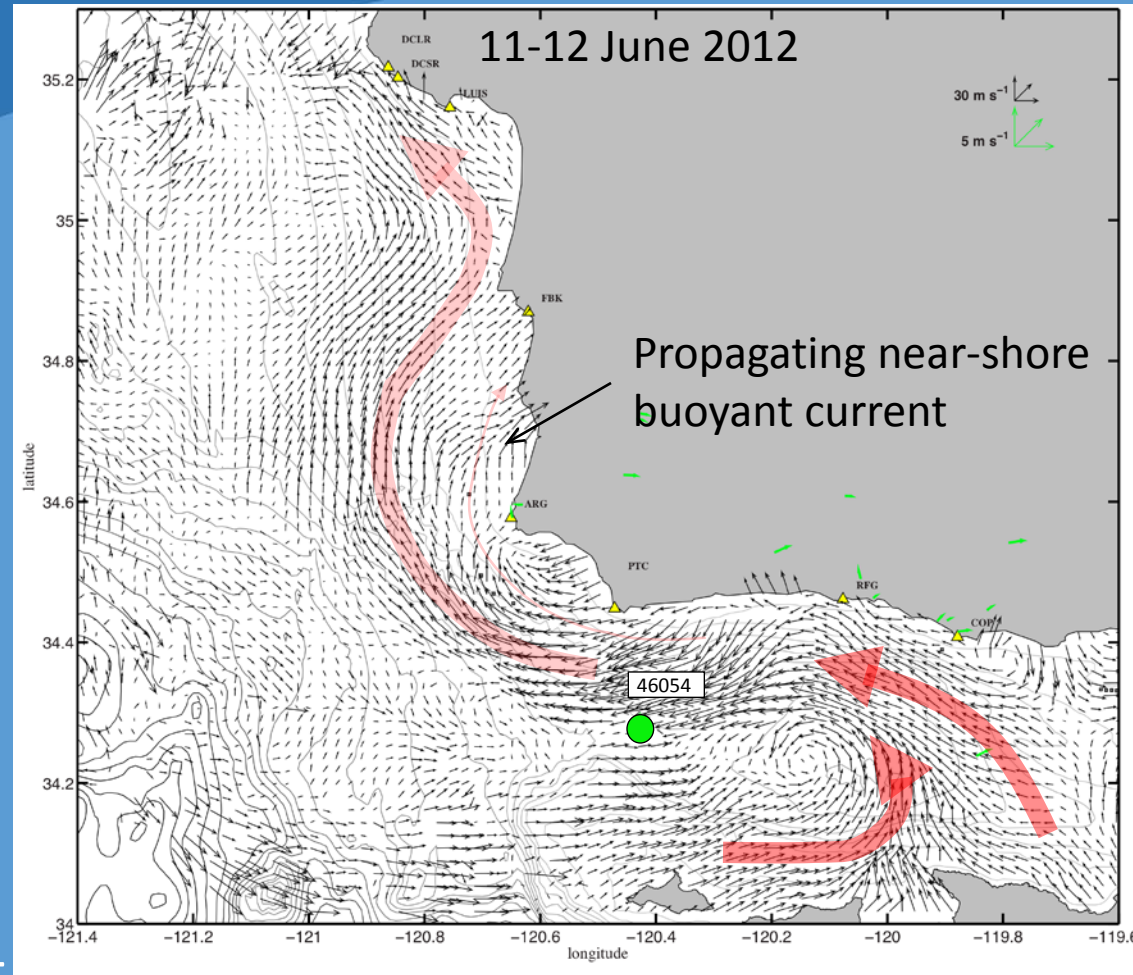 11-12 June 2012
DCLR
DCSR
LUIS
30 m s⁻¹
5 m s⁻¹
FBK
Propagating near-shore
buoyant current
ARG
PTC
RFG
COP
46054
35.2
35
34.8
34.6
34.4
34.2
34
latitude
−121.4 −121.2 −121 −120.8 −120.6 −120.4 −120.2 −120 −119.8 −119.6
longitude